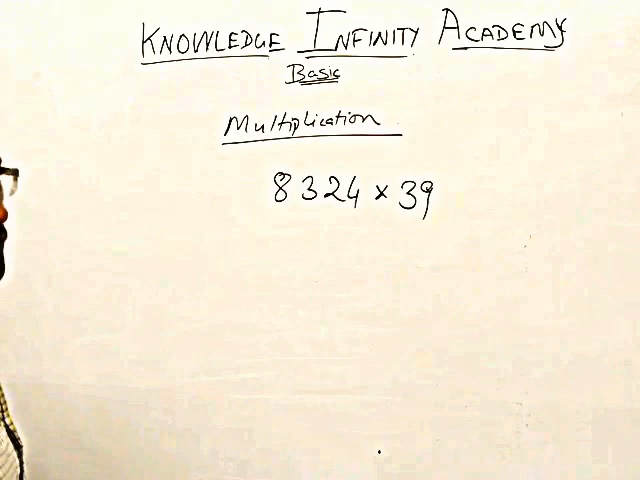 KNOWLEDGE INFINITY ACADEMY
Basic
Multiplication
8324 × 39